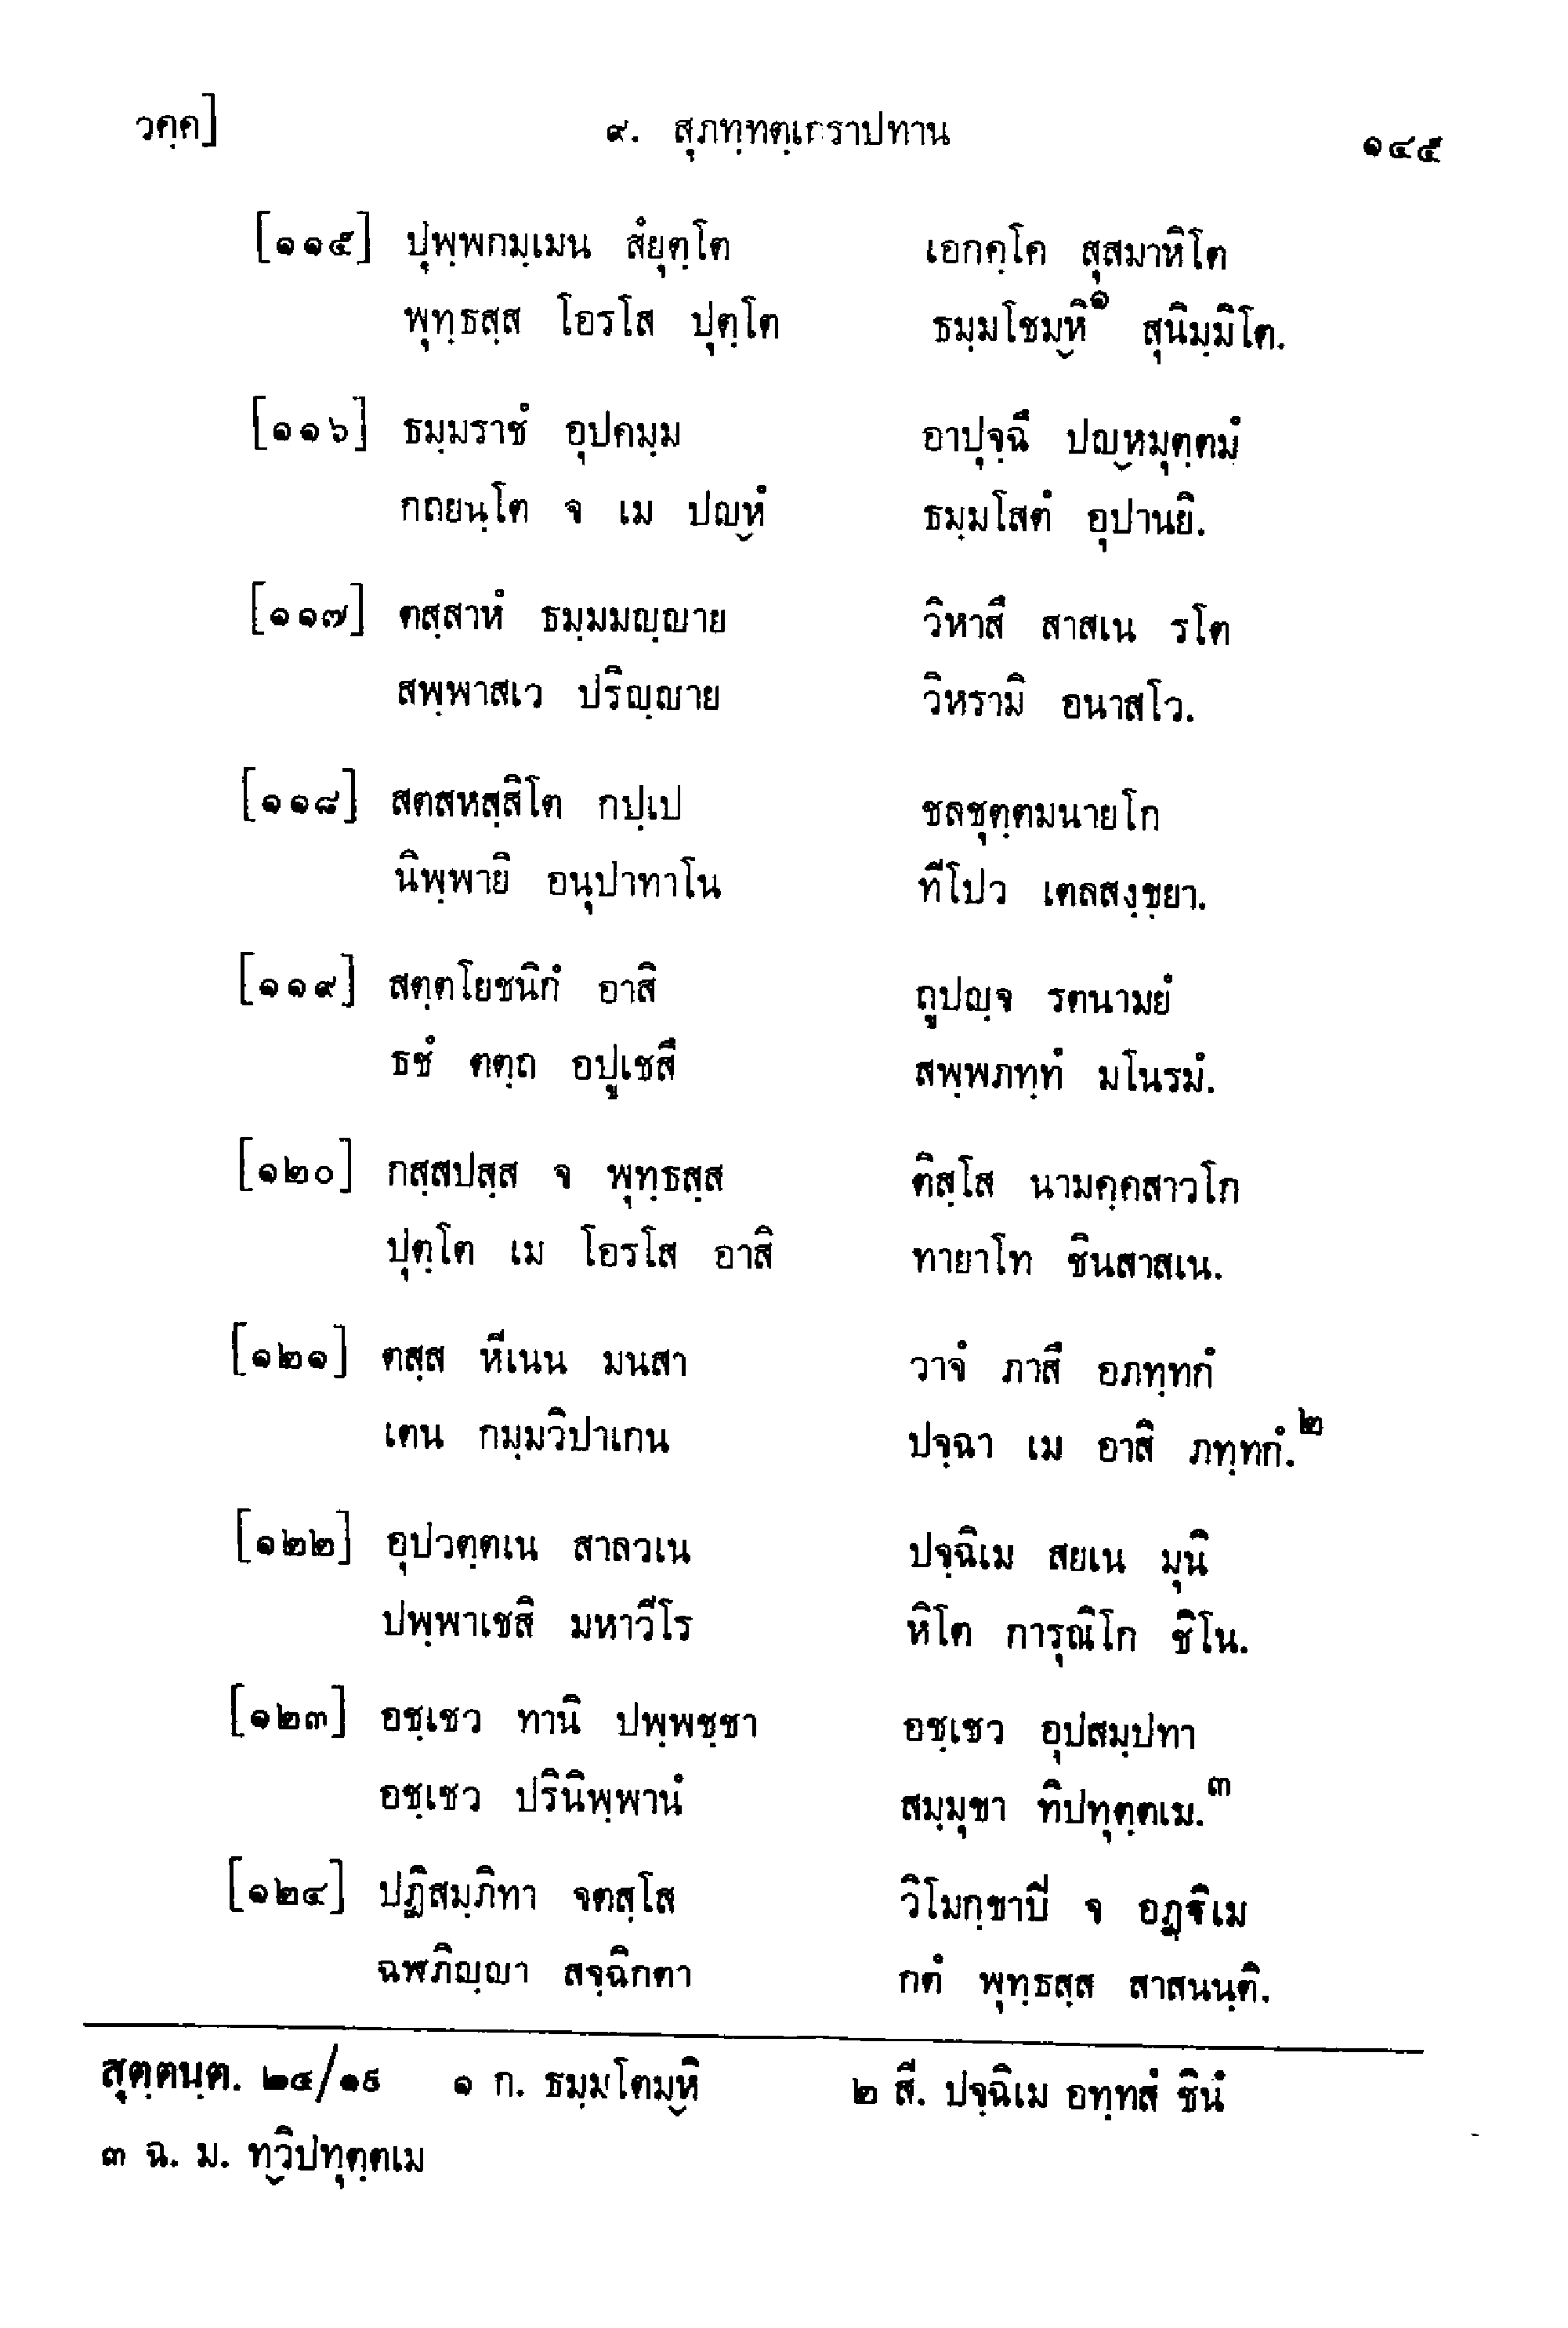 วคฺค] ๙. สุภทฺทตฺเถราปทาน ๑๔๕
[๑๑๕] ปุพฺพกมฺเมน สํยุตฺโต เอกคฺโค สุสมาหิโต
พุทฺธสฺส โอรโส ปุตฺโต ธมฺมโชมฺหิ๑ สุนิมฺมิโต.
[๑๑๖] ธมฺมราชํ อุปคมฺม อาปุจฺฉึ ปญฺหมุตฺตมํ
กถยนฺโต จ เม ปญฺหํ ธมฺมโสตํ อุปานยิ.
[๑๑๗] ตสฺสาหํ ธมฺมมญฺญาย วิหาสึ สาสเน รโต
สพฺพาสเว ปริญฺญาย วิหรามิ อนาสโว.
[๑๑๘] สตสหสฺสิโต กปฺเป ชลชุตฺตมนายโก
นิพฺพายิ อนุปาทาโน ทีโปว เตลสงฺขยา.
[๑๑๙] สตฺตโยชนิกํ อาสิ ถูปญฺจ รตนามยํ
ธชํ ตตฺถ อปูเชสึ สพฺพภทฺทํ มโนรมํ.
[๑๒๐] กสฺสปสฺส จ พุทฺธสฺส ติสฺโส นามคฺคสาวโก
ปุตฺโต เม โอรโส อาสิ ทายาโท ชินสาสเน.
[๑๒๑] ตสฺส หีเนน มนสา วาจํ ภาสึ อภทฺทกํ
เตน กมฺมวิปาเกน ปจฺฉา เม อาสิ ภทฺทกํ.๒
[๑๒๒] อุปวตฺตเน สาลวเน ปจฺฉิเม สยเน มุนิ
ปพฺพาเชสิ มหาวีโร หิโต การุณิโก ชิโน.
[๑๒๓] อชฺเชว ทานิ ปพฺพชฺชา อชฺเชว อุปสมฺปทา
อชฺเชว ปรินิพฺพานํ สมฺมุขา ทิปทุตฺตเม.๓
[๑๒๔] ปฏิสมฺภิทา จตสฺโส วิโมกฺขาปิ จ อฏฺฐิเม
ฉฬภิญฺญา สจฺฉิกตา กตํ พุทฺธสฺส สาสนนฺติ.
สุตฺตนฺต. ๒๔/๑๙ ๑ ก. ธมฺมโตมฺหิ ๒ สี. ปจฺฉิเม อทฺทสํ ชินํ
๓ ฉ. ม. ทฺวิปทุตฺตเม